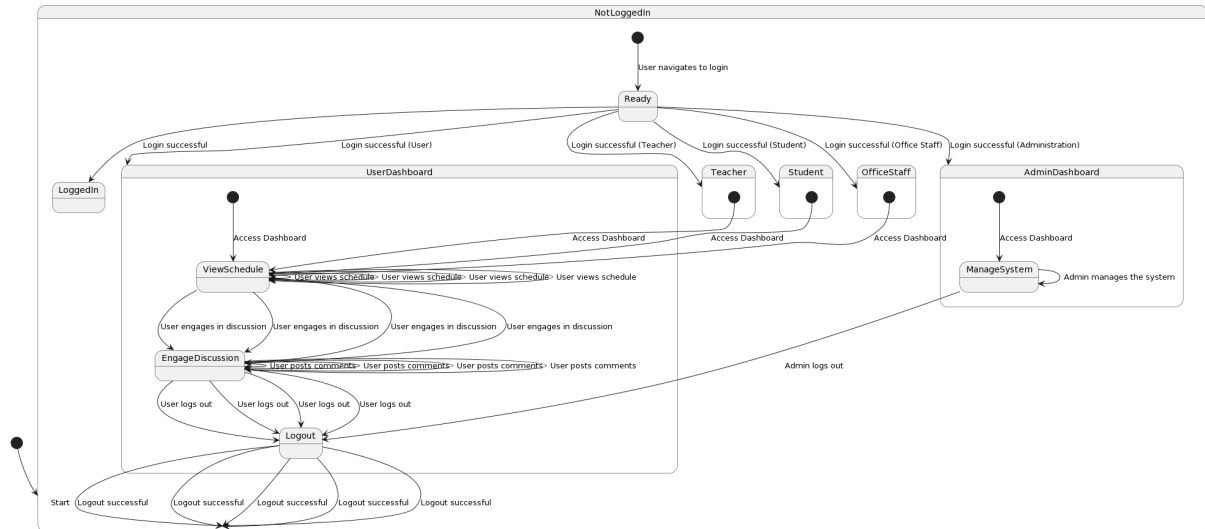 NotLoggedIn
User navigates to login
Ready
Login successful
Login successful (User)
Login successful (Teacher)
Login successful (Student)
Login successful (Office Staff)
Login successful (Administration)
LoggedIn
UserDashboard
Teacher
Student
OfficeStaff
AdminDashboard
Access Dashboard
Access Dashboard
Access Dashboard
Access Dashboard
Access Dashboard
ViewSchedule
User views schedule
User views schedule
User views schedule
User views schedule
ManageSystem
Admin manages the system
User engages in discussion
User engages in discussion
User engages in discussion
User engages in discussion
EngageDiscussion
User posts comments
User posts comments
User posts comments
User posts comments
Admin logs out
User logs out
User logs out
User logs out
User logs out
Logout
Start
Logout successful
Logout successful
Logout successful
Logout successful
Logout successful